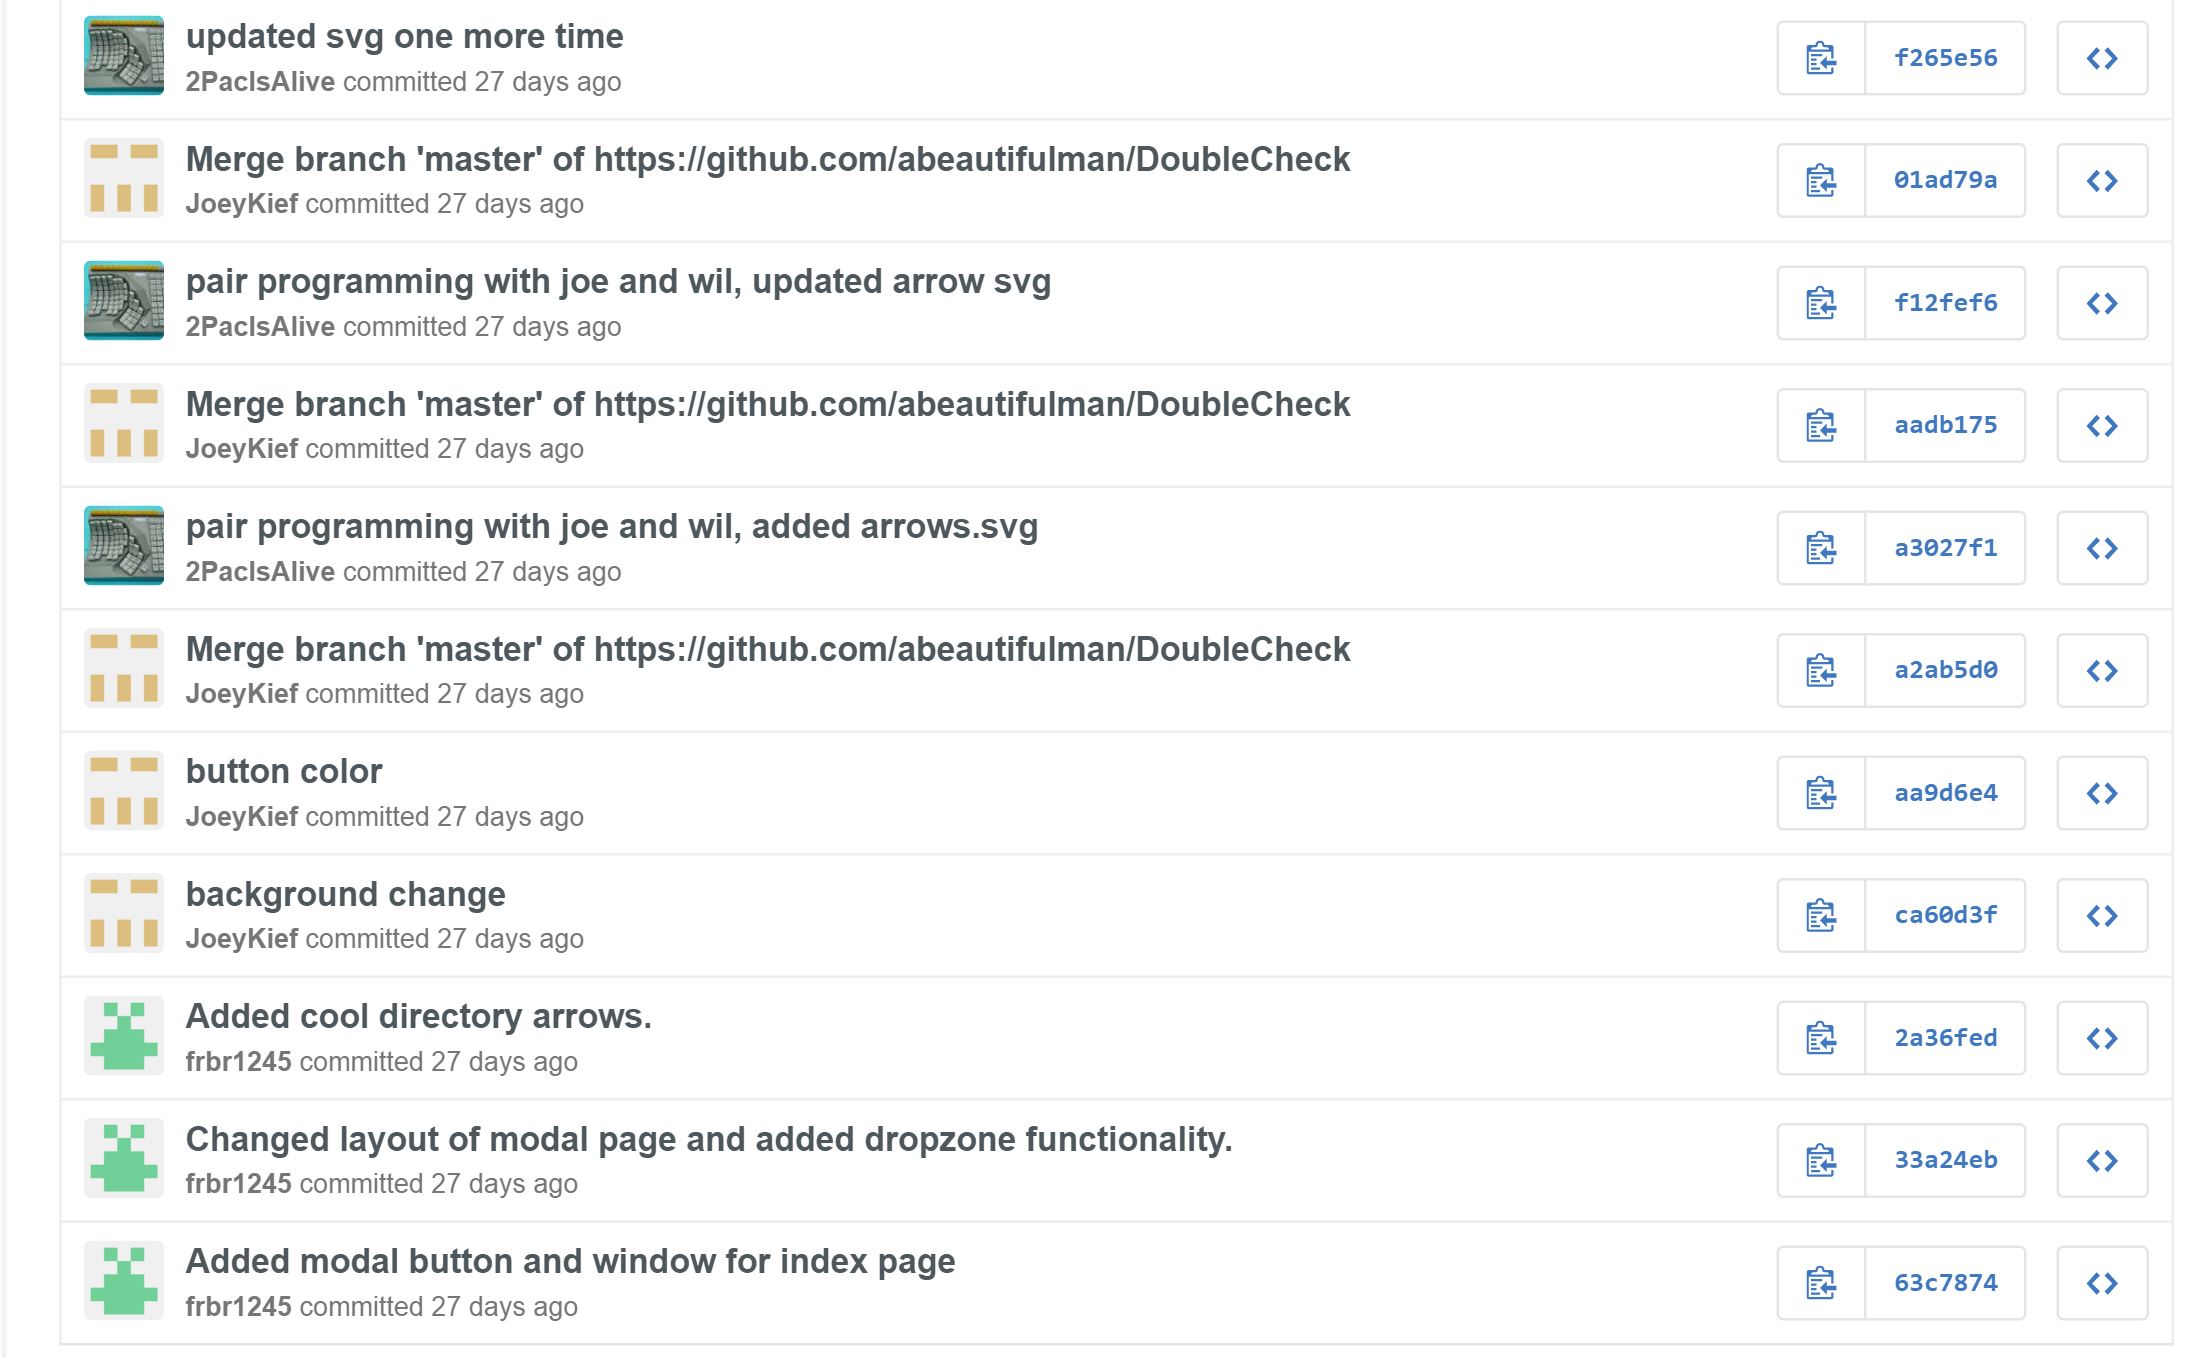 updated svg one more time
2PacIsAlive committed 27 days ago
f265e56
Merge branch 'master' of https://github.com/abeautifulman/DoubleCheck
JoeyKief committed 27 days ago
01ad79a
pair programming with joe and wil, updated arrow svg
2PacIsAlive committed 27 days ago
f12fef6
Merge branch 'master' of https://github.com/abeautifulman/DoubleCheck
JoeyKief committed 27 days ago
aadb175
pair programming with joe and wil, added arrows.svg
2PacIsAlive committed 27 days ago
a3027f1
Merge branch 'master' of https://github.com/abeautifulman/DoubleCheck
JoeyKief committed 27 days ago
a2ab5d0
button color
JoeyKief committed 27 days ago
aa9d6e4
background change
JoeyKief committed 27 days ago
ca60d3f
Added cool directory arrows.
frbr1245 committed 27 days ago
2a36fed
Changed layout of modal page and added dropzone functionality.
frbr1245 committed 27 days ago
33a24eb
Added modal button and window for index page
frbr1245 committed 27 days ago
63c7874